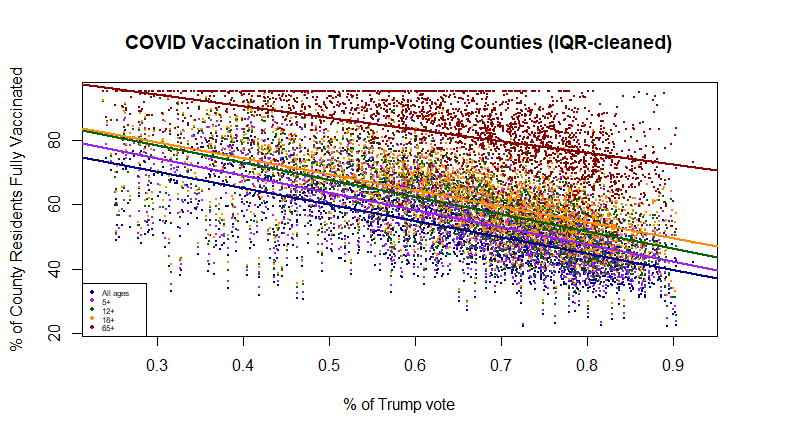 COVID Vaccination in Trump-Voting Counties (IQR-cleaned)
% of County Residents Fully Vaccinated
80
60
40
20
All ages
5+
12+
18+
65+
0.3 0.4 0.5 0.6 0.7 0.8 0.9
% of Trump vote